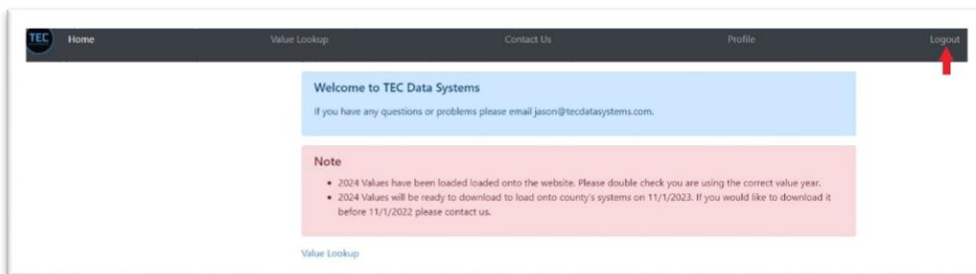 TEC Home Value Lookup Contact Us Profile Logout
Welcome to TEC Data Systems
If you have any questions or problems please email jason@tecdatasystems.com.
Note
• 2024 Values have been loaded loaded onto the website. Please double check you are using the correct value year.
• 2024 Values will be ready to download to load onto county's systems on 11/1/2023. If you would like to download it
before 11/1/2022 please contact us.
Value Lookup